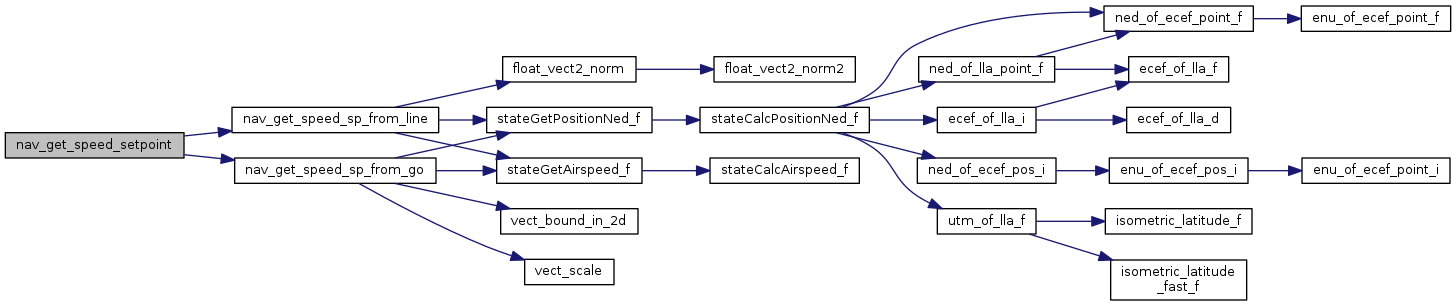 nav_get_speed_setpoint
nav_get_speed_sp_from_line
nav_get_speed_sp_from_go
float_vect2_norm
stateGetPositionNed_f
stateGetAirspeed_f
vect_bound_in_2d
vect_scale
float_vect2_norm2
stateCalcPositionNed_f
stateCalcAirspeed_f
ned_of_lla_point_f
ecef_of_lla_i
ned_of_ecef_pos_i
utm_of_lla_f
ned_of_ecef_point_f
ecef_of_lla_f
ecef_of_lla_d
enu_of_ecef_pos_i
isometric_latitude_f
isometric_latitude
_fast_f
enu_of_ecef_point_f
enu_of_ecef_point_i